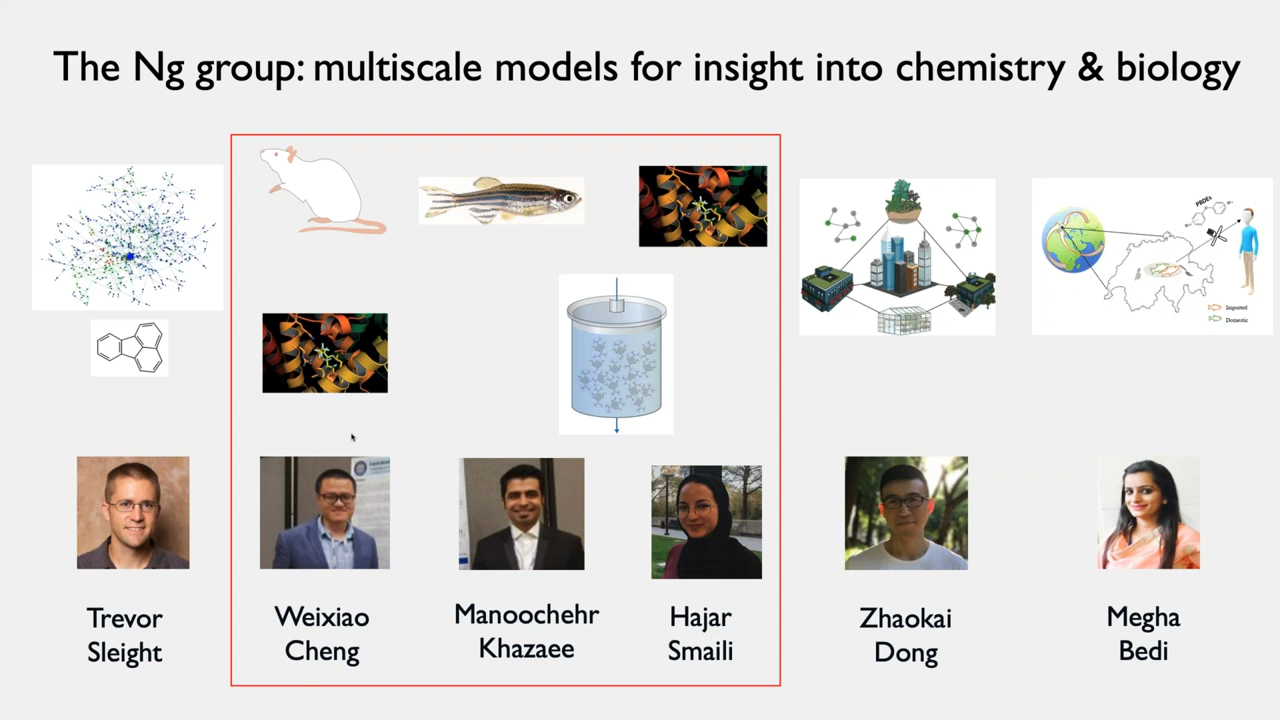 The Ng group: multiscale models for insight into chemistry & biology
PBDEs
Imported
Domestic
Trevor
Sleight
Weixiao
Cheng
Manoochehr
Khazaee
Hajar
Smaili
Zhaokai
Dong
Megha
Bedi